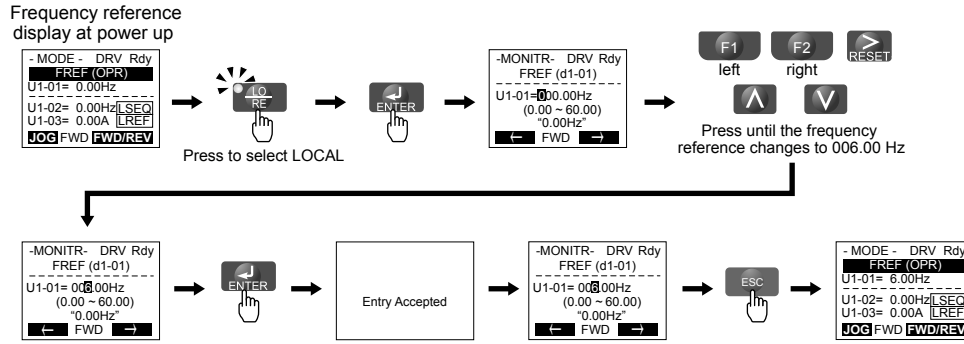 Frequency reference
display at power up
- MODE - DRV Rdy
FREF (OPR)
U1-01= 0.00Hz
U1-02= 0.00Hz LSEQ
U1-03= 0.00A LREF
JOG FWD FWD/REV
LO
RE
Press to select LOCAL
ENTER
-MONITR- DRV Rdy
FREF (d1-01)
U1-01=000.00Hz
(0.00 ~ 60.00)
“0.00Hz”
← FWD →
F1
F2
> RESET
left
right
∧ ∨
Press until the frequency
reference changes to 006.00 Hz
-MONITR- DRV Rdy
FREF (d1-01)
U1-01= 006.00Hz
(0.00 ~ 60.00)
“0.00Hz”
← FWD →
ENTER
Entry Accepted
-MONITR- DRV Rdy
FREF (d1-01)
U1-01= 006.00Hz
(0.00 ~ 60.00)
“0.00Hz”
← FWD →
ESC
- MODE - DRV Rdy
FREF (OPR)
U1-01= 6.00Hz
U1-02= 0.00Hz LSEQ
U1-03= 0.00A LREF
JOG FWD FWD/REV